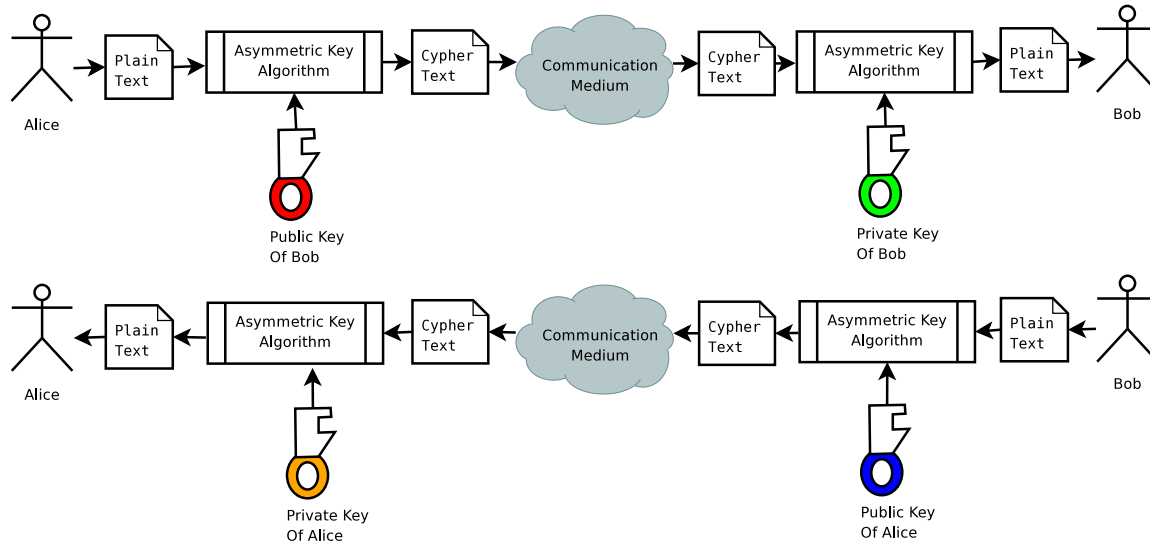 Alice
Plain
Text
Asymmetric Key
Algorithm
Cypher
Text
Communication
Medium
Cypher
Text
Asymmetric Key
Algorithm
Plain
Text
Bob
Public Key
Of Bob
Private Key
Of Bob
Alice
Plain
Text
Asymmetric Key
Algorithm
Cypher
Text
Communication
Medium
Cypher
Text
Asymmetric Key
Algorithm
Plain
Text
Bob
Private Key
Of Alice
Public Key
Of Alice